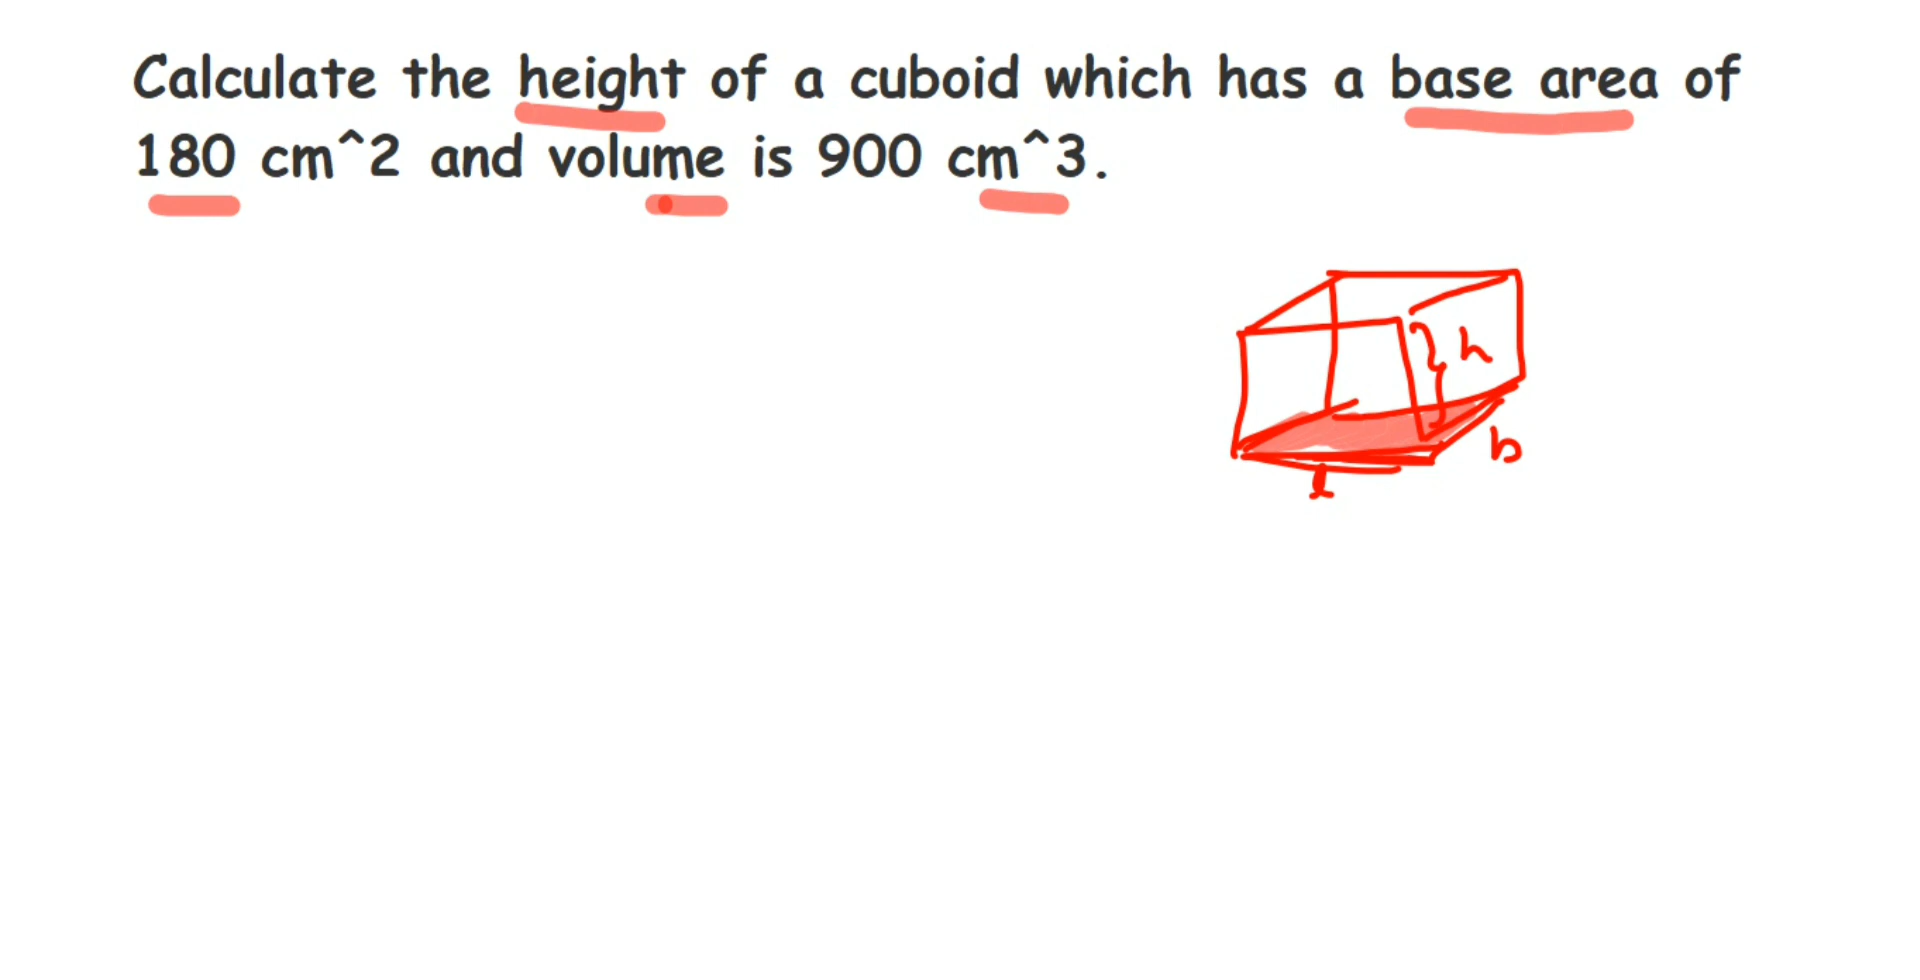 Calculate the height of a cuboid which has a base area of
180 cm^2 and volume is 900 cm^3.
h
b
l